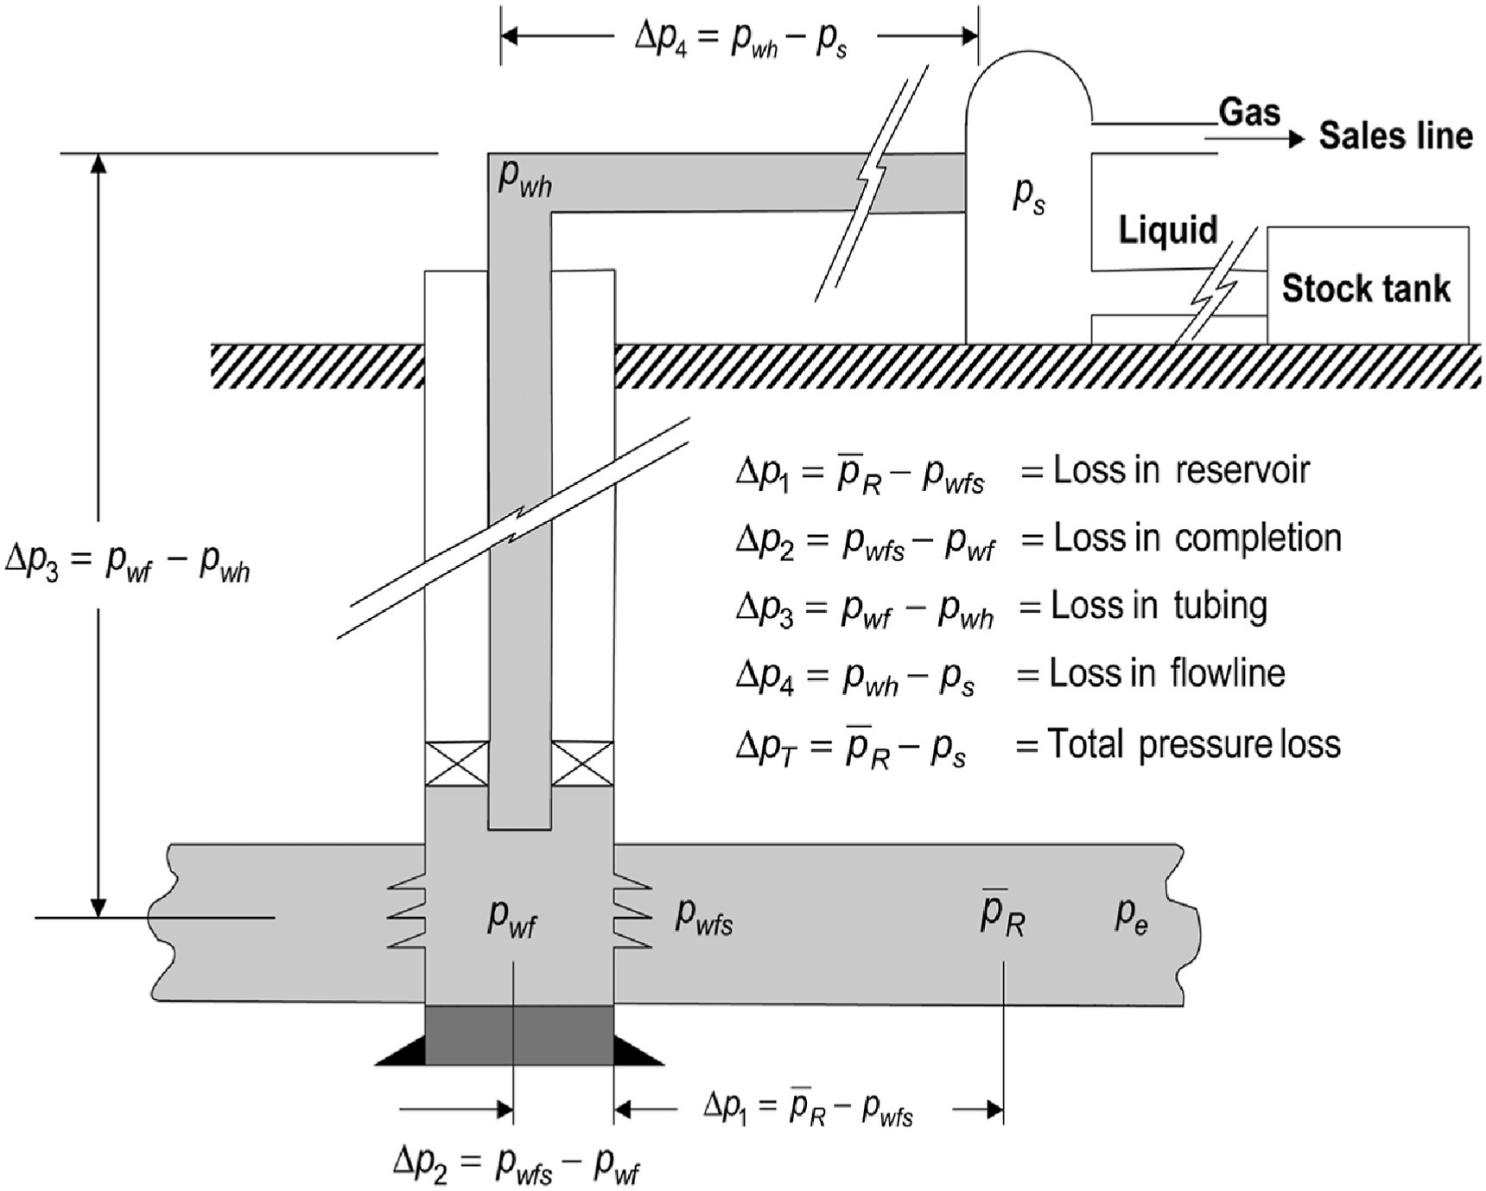 Δp4 = pwh – ps
Gas
Sales line
pwh
ps
Liquid
Stock tank
Δp1 = p̅R – pwfs = Loss in reservoir
Δp2 = pwfs – pwf = Loss in completion
Δp3 = pwf – pwh
Δp3 = pwf – pwh = Loss in tubing
Δp4 = pwh – ps = Loss in flowline
ΔpT = p̅R – ps = Total pressure loss
pwf
pwfs
p̅R
pe
Δp1 = p̅R – pwfs
Δp2 = pwfs – pwf